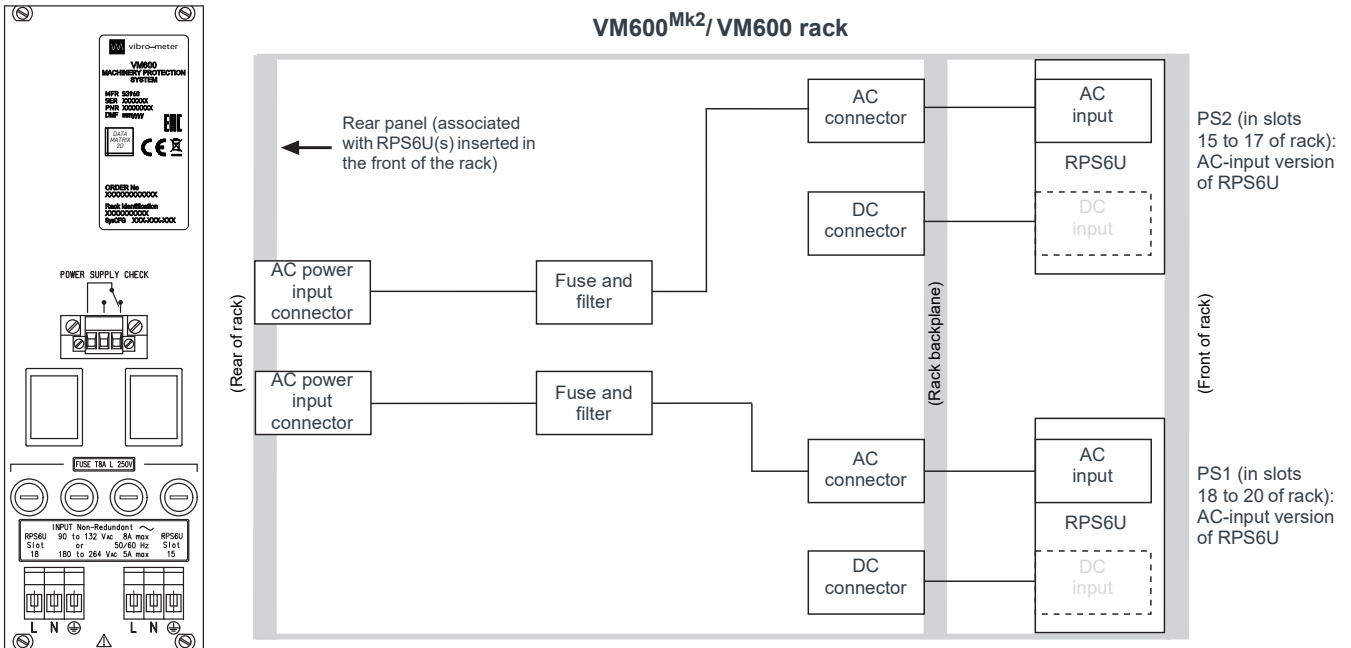 VM600Mk2/ VM600 rack
vibro-meter
VM600
MACHINERY PROTECTION
SYSTEM
MFR 53960
SER XXXXXXX
PNR XXXXXXXX
DMF mmyyyy
DATA
MATRIX
2D
EAC
CE
ORDER No
XXXXXXXXXXXXX
Rack Identification
XXXXXXXXXX
SysCFG XXX-XXX-XXX
POWER SUPPLY CHECK
FUSE T8A L 250V
INPUT Non-Redundant ~
RPS6U 90 to 132 VAC 8A max RPS6U
Slot or 50/60 Hz Slot
18 180 to 264 VAC 5A max 15
L N L N
(Rear of rack)
Rear panel (associated
with RPS6U(s) inserted in
the front of the rack)
AC power
input
connector
Fuse and
filter
AC
connector
DC
connector
AC
input
RPS6U
DC
input
PS2 (in slots
15 to 17 of rack):
AC-input version
of RPS6U
(Rack backplane)
(Front of rack)
AC power
input
connector
Fuse and
filter
AC
connector
DC
connector
AC
input
RPS6U
DC
input
PS1 (in slots
18 to 20 of rack):
AC-input version
of RPS6U